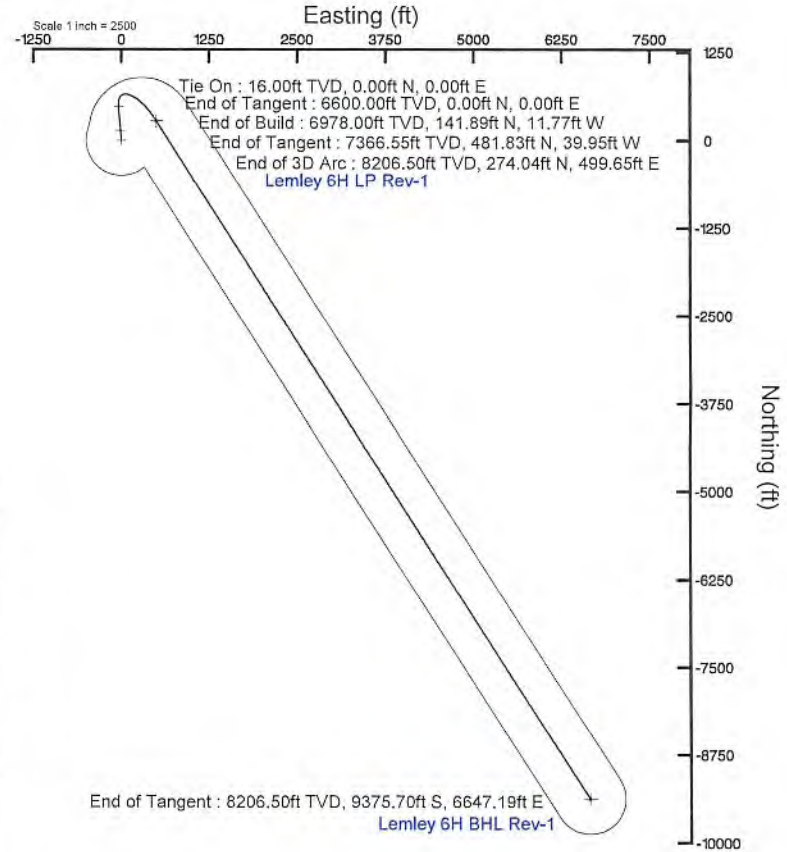 Easting (ft)
Scale 1 inch = 2500
-1250 0 1250 2500 3750 5000 6250 7500
1250
Tie On : 16.00ft TVD, 0.00ft N, 0.00ft E
End of Tangent : 6600.00ft TVD, 0.00ft N, 0.00ft E
End of Build : 6978.00ft TVD, 141.89ft N, 11.77ft W
End of Tangent : 7366.55ft TVD, 481.83ft N, 39.95ft W
0
End of 3D Arc : 8206.50ft TVD, 274.04ft N, 499.65ft E
Lemley 6H LP Rev-1
-1250
-2500
-3750
Northing (ft)
-5000
-6250
-7500
-8750
End of Tangent : 8206.50ft TVD, 9375.70ft S, 6647.19ft E
Lemley 6H BHL Rev-1
-10000